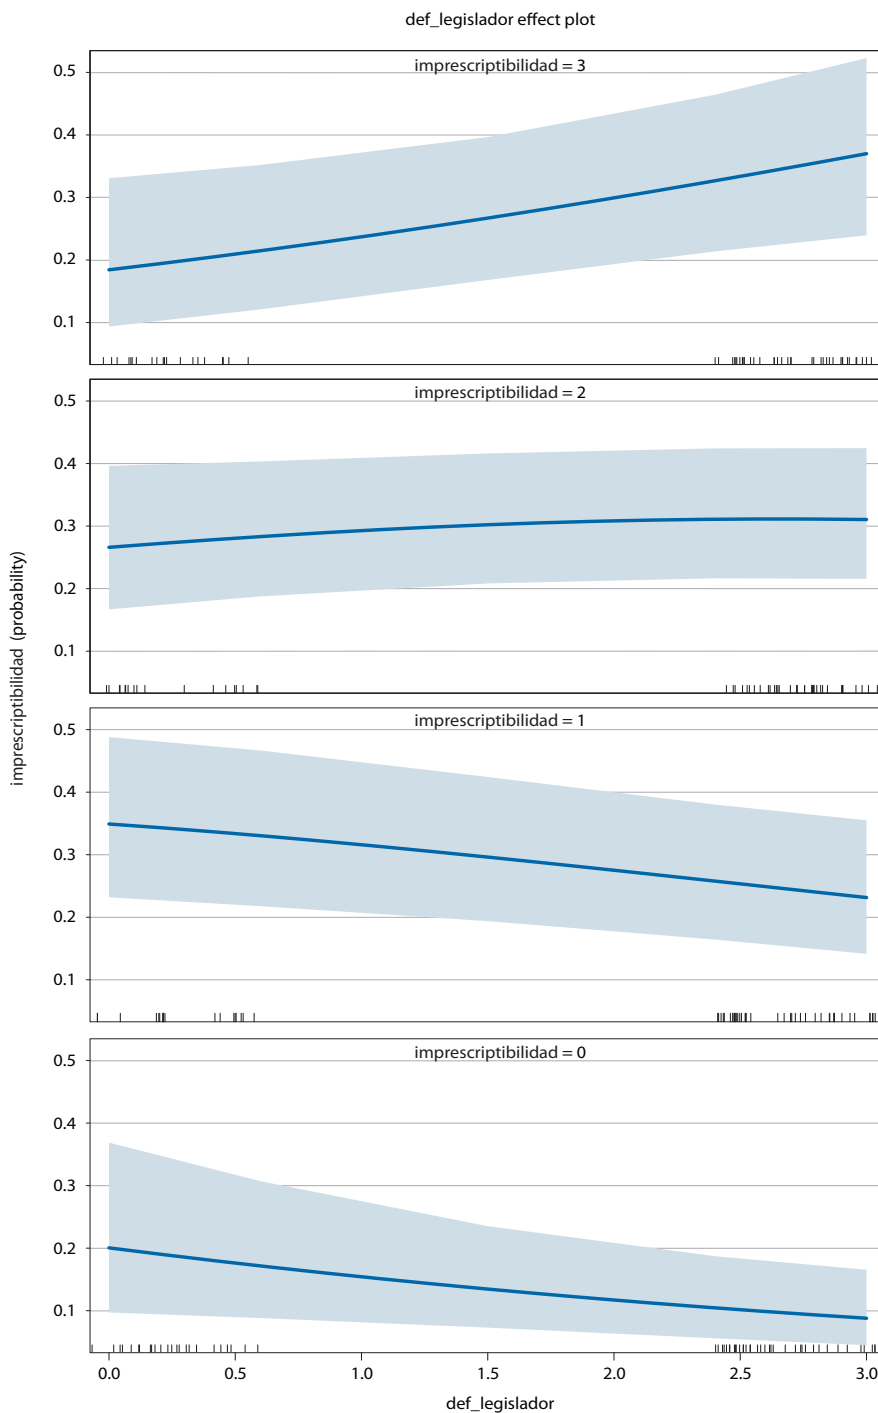 def_legislador effect plot
imprescriptibilidad = 3
0.5
0.4
0.3
0.2
0.1
imprescriptibilidad = 2
0.5
0.4
0.3
0.2
0.1
imprescriptibilidad (probability)
imprescriptibilidad = 1
0.5
0.4
0.3
0.2
0.1
imprescriptibilidad = 0
0.5
0.4
0.3
0.2
0.1
0.0 0.5 1.0 1.5 2.0 2.5 3.0
def_legislador